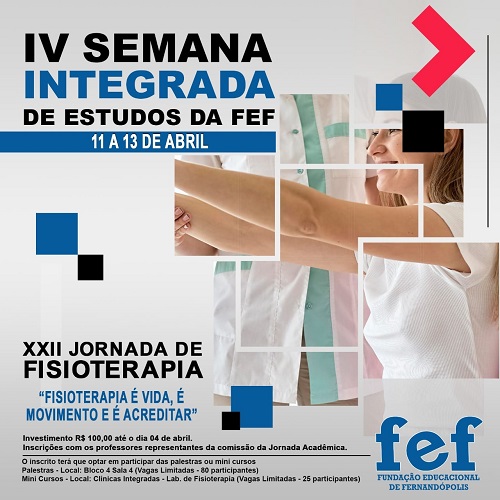 IV SEMANA
INTEGRADA
DE ESTUDOS DA FEF
11 A 13 DE ABRIL
XXII JORNADA DE
FISIOTERAPIA
“FISIOTERAPIA É VIDA, É
MOVIMENTO E É ACREDITAR”
Investimento R$ 100,00 até o dia 04 de abril.
Inscrições com os professores representantes da comissão da Jornada Acadêmica.
O inscrito terá que optar em participar das palestras ou mini cursos
Palestras - Local: Bloco 4 Sala 4 (Vagas Limitadas - 80 participantes)
Mini Cursos - Local: Clinicas Integradas - Lab. de Fisioterapia (Vagas Limitadas - 25 participantes)
fef
FUNDAÇÃO EDUCACIONAL
DE FERNANDÓPOLIS